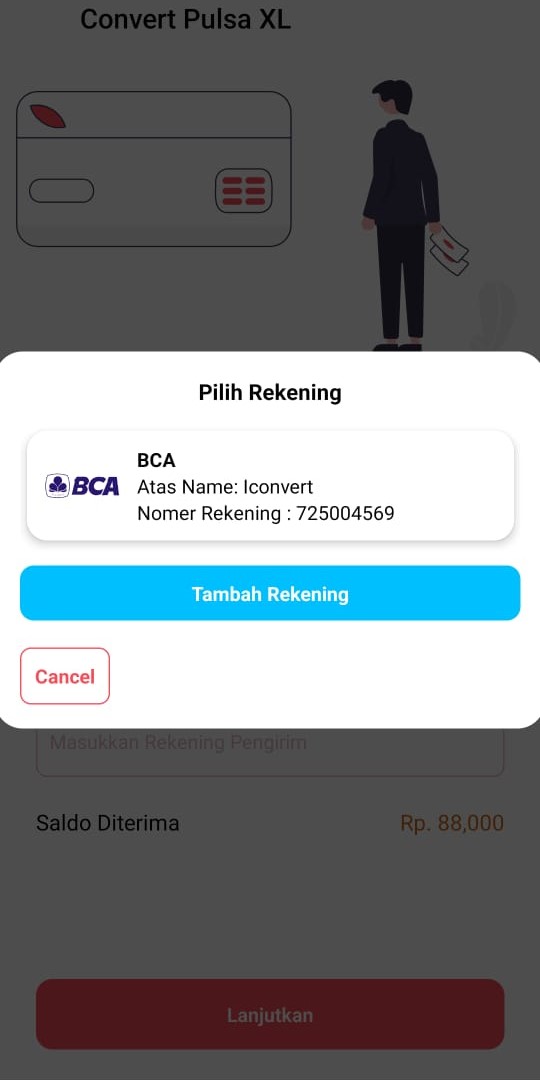 Convert Pulsa XL
Pilih Rekening
BCA
BCA
Atas Name: Iconvert
Nomer Rekening : 725004569
Tambah Rekening
Cancel
Masukkan Rekening Pengirim
Saldo Diterima
Rp. 88,000
Lanjutkan